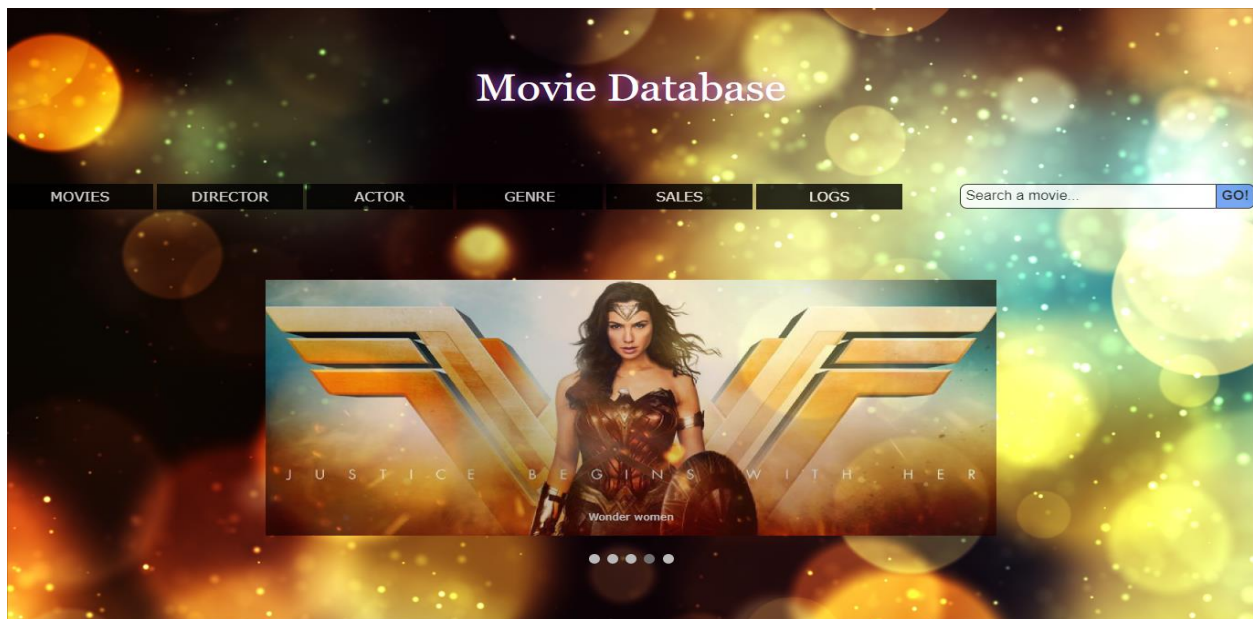 Movie Database
MOVIES DIRECTOR ACTOR GENRE SALES LOGS Search a movie... GO!
JUSTICE BEGINS WITH HER
Wonder women